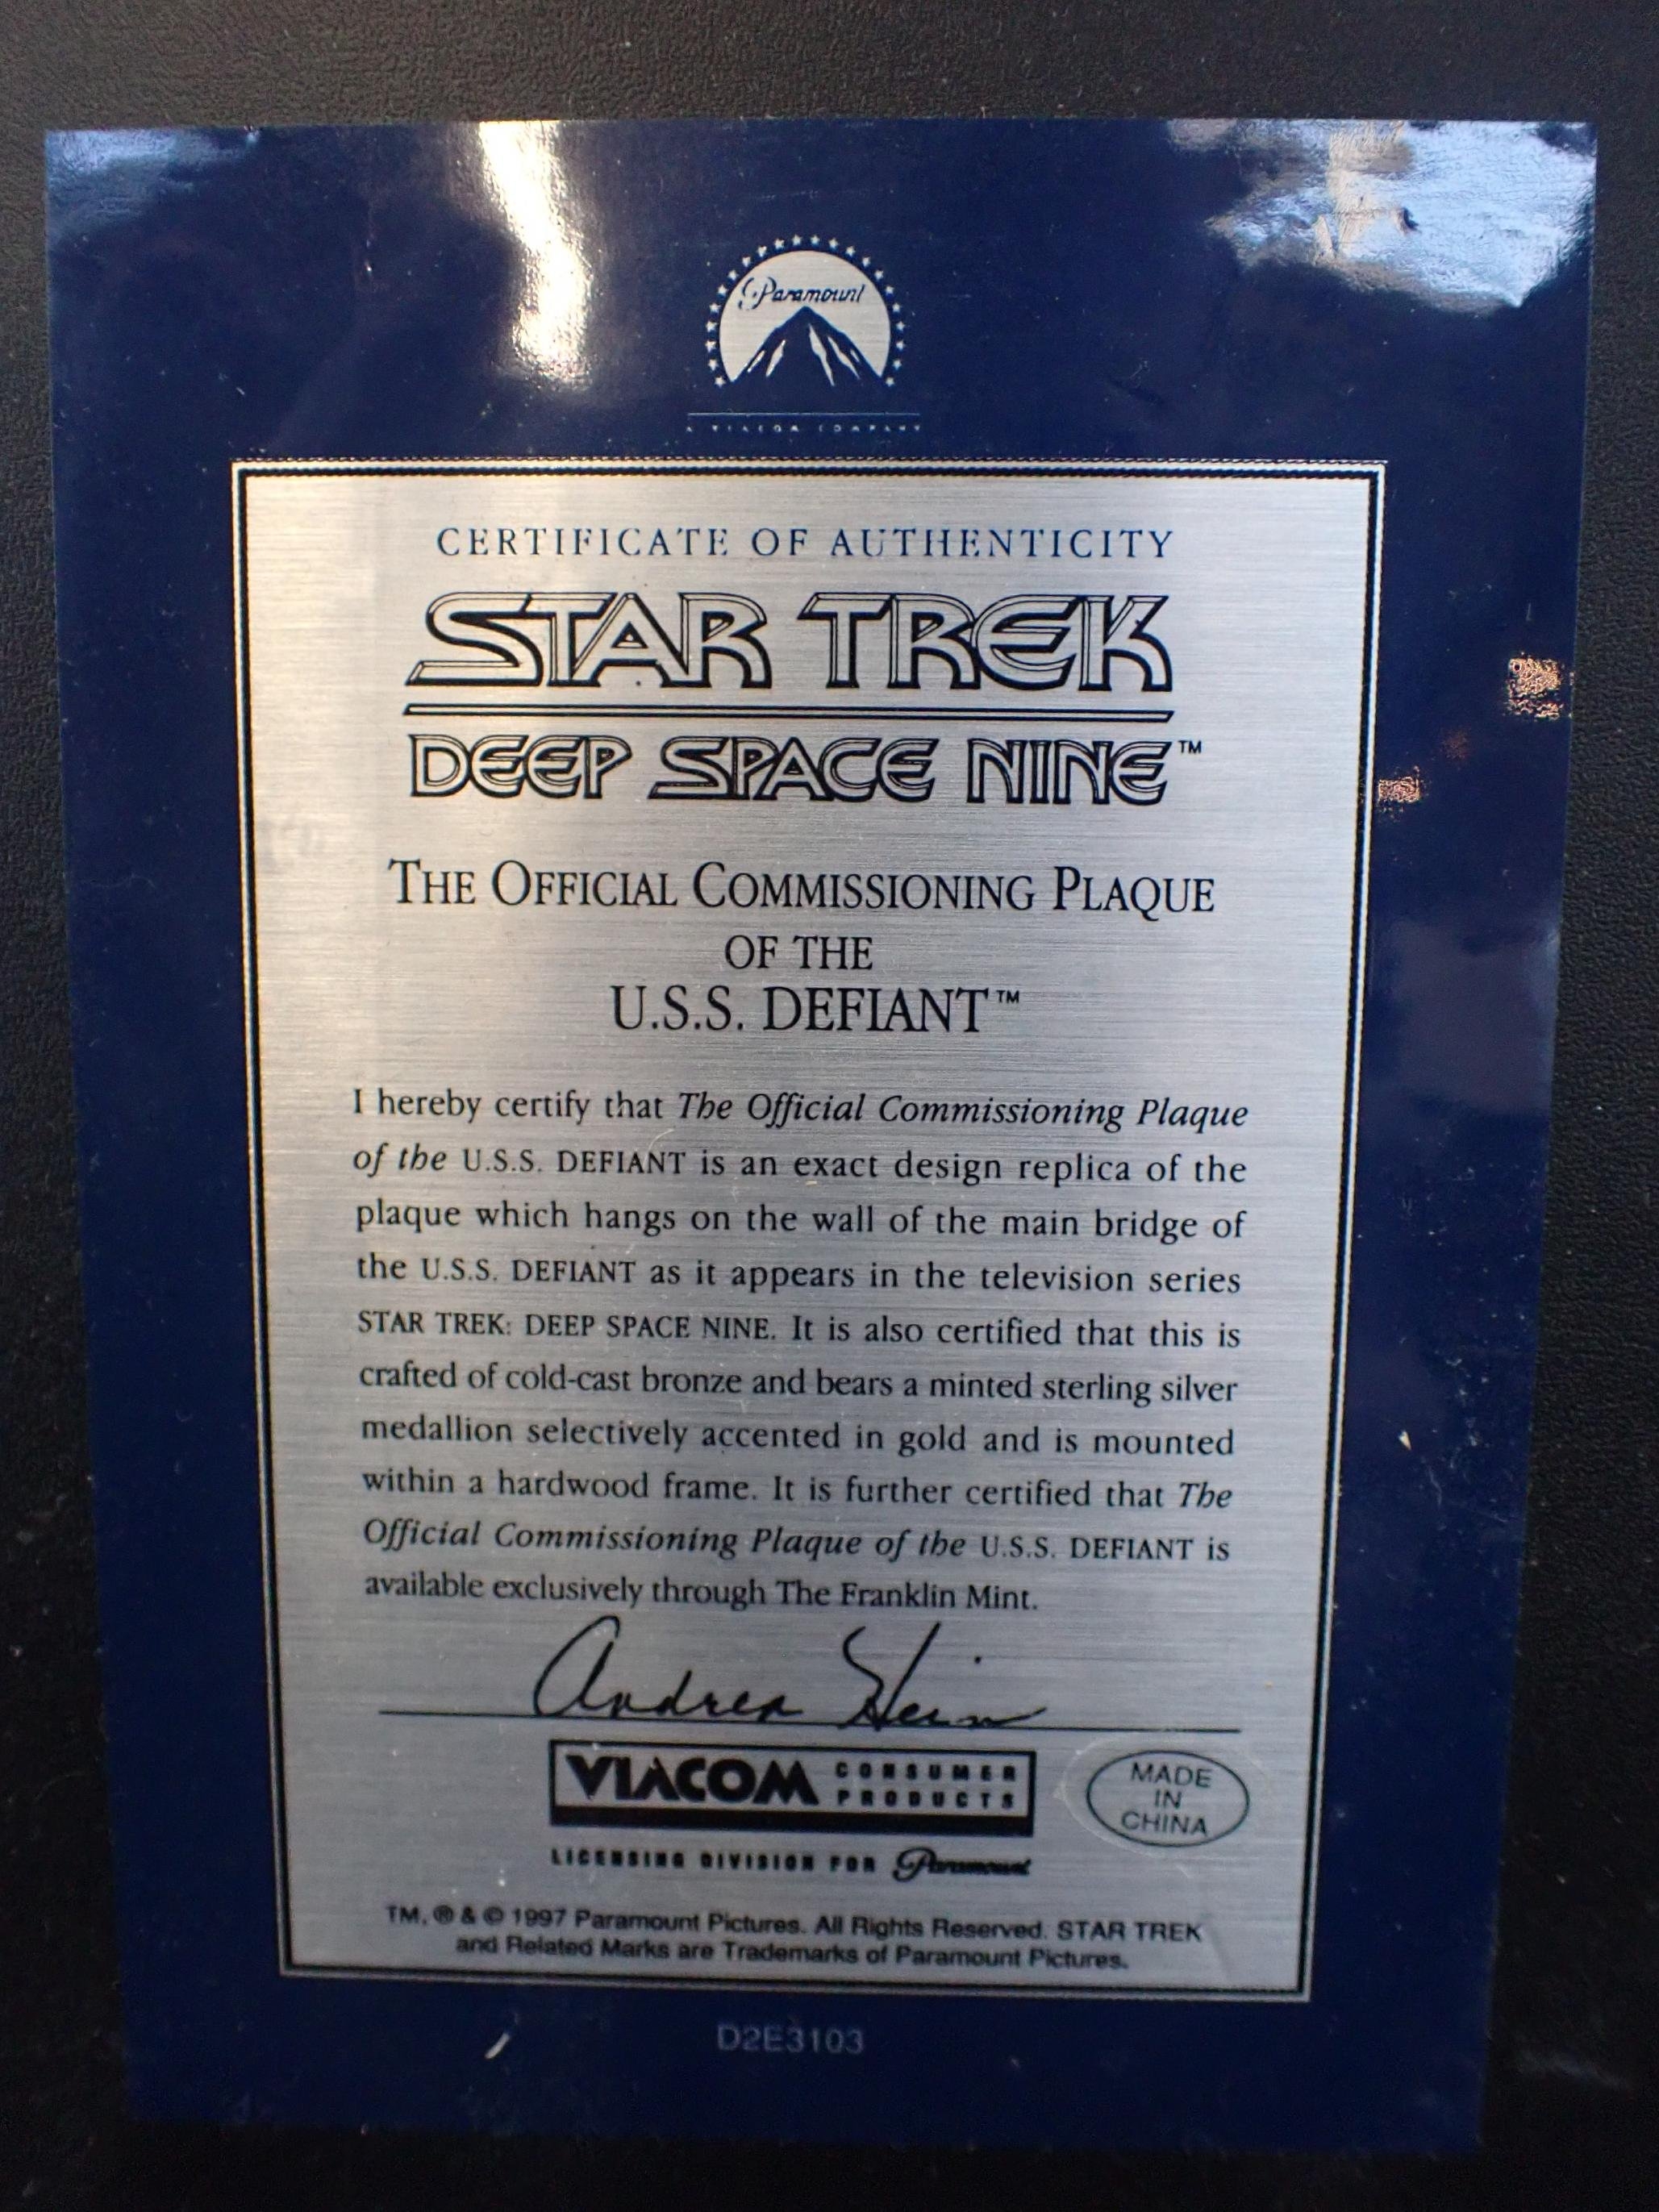 Paramount
A VIACOM COMPANY
CERTIFICATE OF AUTHENTICITY
STAR TREK
DEEP SPACE NINE™
THE OFFICIAL COMMISSIONING PLAQUE
OF THE
U.S.S. DEFIANT™
I hereby certify that The Official Commissioning Plaque
of the U.S.S. DEFIANT is an exact design replica of the
plaque which hangs on the wall of the main bridge of
the U.S.S. DEFIANT as it appears in the television series
STAR TREK: DEEP SPACE NINE. It is also certified that this is
crafted of cold-cast bronze and bears a minted sterling silver
medallion selectively accented in gold and is mounted
within a hardwood frame. It is further certified that The
Official Commissioning Plaque of the U.S.S. DEFIANT is
available exclusively through The Franklin Mint.
Andrea Hein
VIACOM CONSUMER PRODUCTS
MADE IN CHINA
LICENSING DIVISION FOR Paramount
TM, ® & © 1997 Paramount Pictures. All Rights Reserved. STAR TREK
and Related Marks are Trademarks of Paramount Pictures.
D2E3103